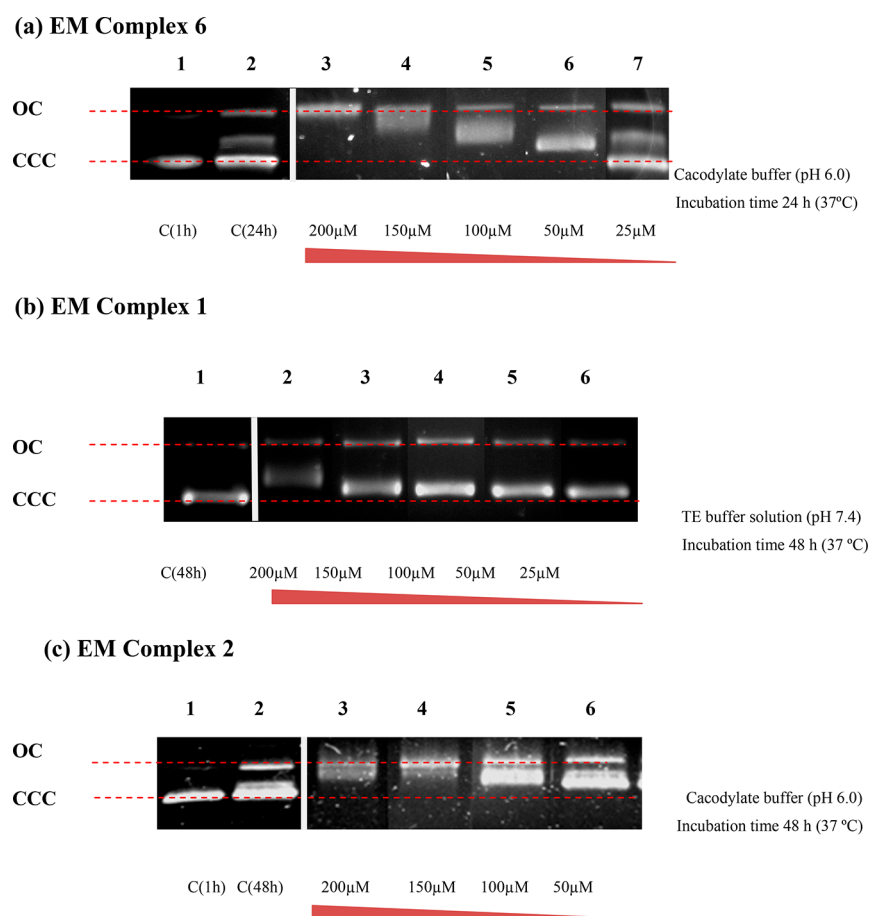 (a) EM Complex 6
1 2 3 4 5 6 7
OC
CCC
Cacodylate buffer (pH 6.0)
Incubation time 24 h (37ºC)
C(1h) C(24h) 200µM 150µM 100µM 50µM 25µM
(b) EM Complex 1
1 2 3 4 5 6
OC
CCC
TE buffer solution (pH 7.4)
Incubation time 48 h (37 ºC)
C(48h) 200µM 150µM 100µM 50µM 25µM
(c) EM Complex 2
1 2 3 4 5 6
OC
CCC
Cacodylate buffer (pH 6.0)
Incubation time 48 h (37 ºC)
C(1h) C(48h) 200µM 150µM 100µM 50µM